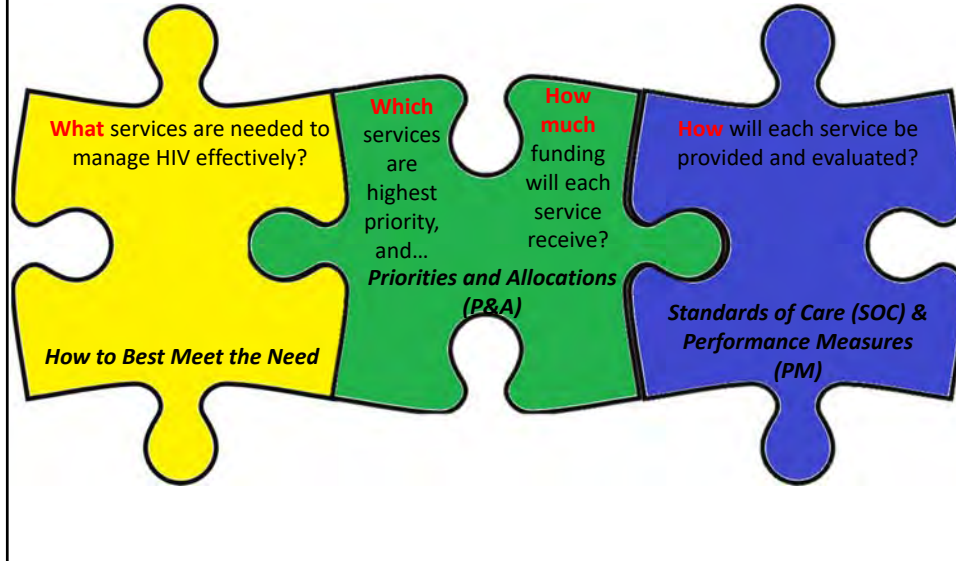 What services are needed to
manage HIV effectively?
How to Best Meet the Need
Which
services
are
highest
priority,
and…
How
much
funding
will each
service
receive?
Priorities and Allocations
(P&A)
How will each service be
provided and evaluated?
Standards of Care (SOC) &
Performance Measures
(PM)